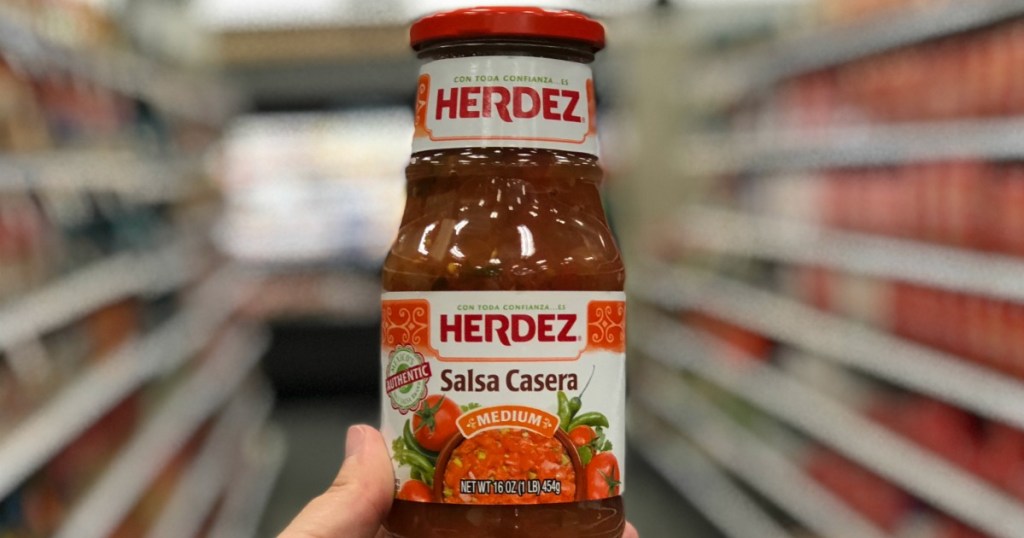 CON TODA CONFIANZA...ES
HERDEZ
CON TODA CONFIANZA...ES
HERDEZ
AUTHENTIC
Salsa Casera
MEDIUM
NET WT 16 OZ (1 LB) 454g